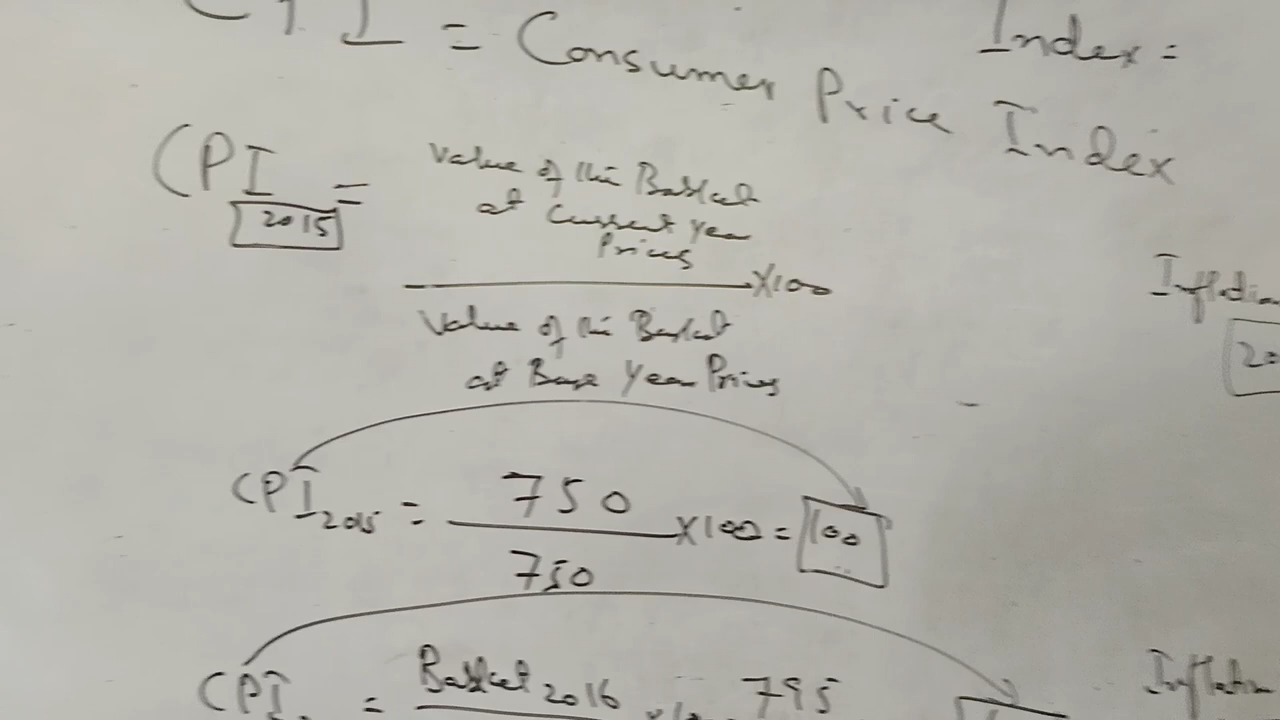 CPI = Consumer Price Index
Index =
CPI 2015 =
Value of the Basket
at Current Year
Prices
X100
Value of the Basket
at Base Year Prices
Inflation
CPI 2015 = 750 / 750 X100 = 100
CPI = Basket 2016 795
Inflation